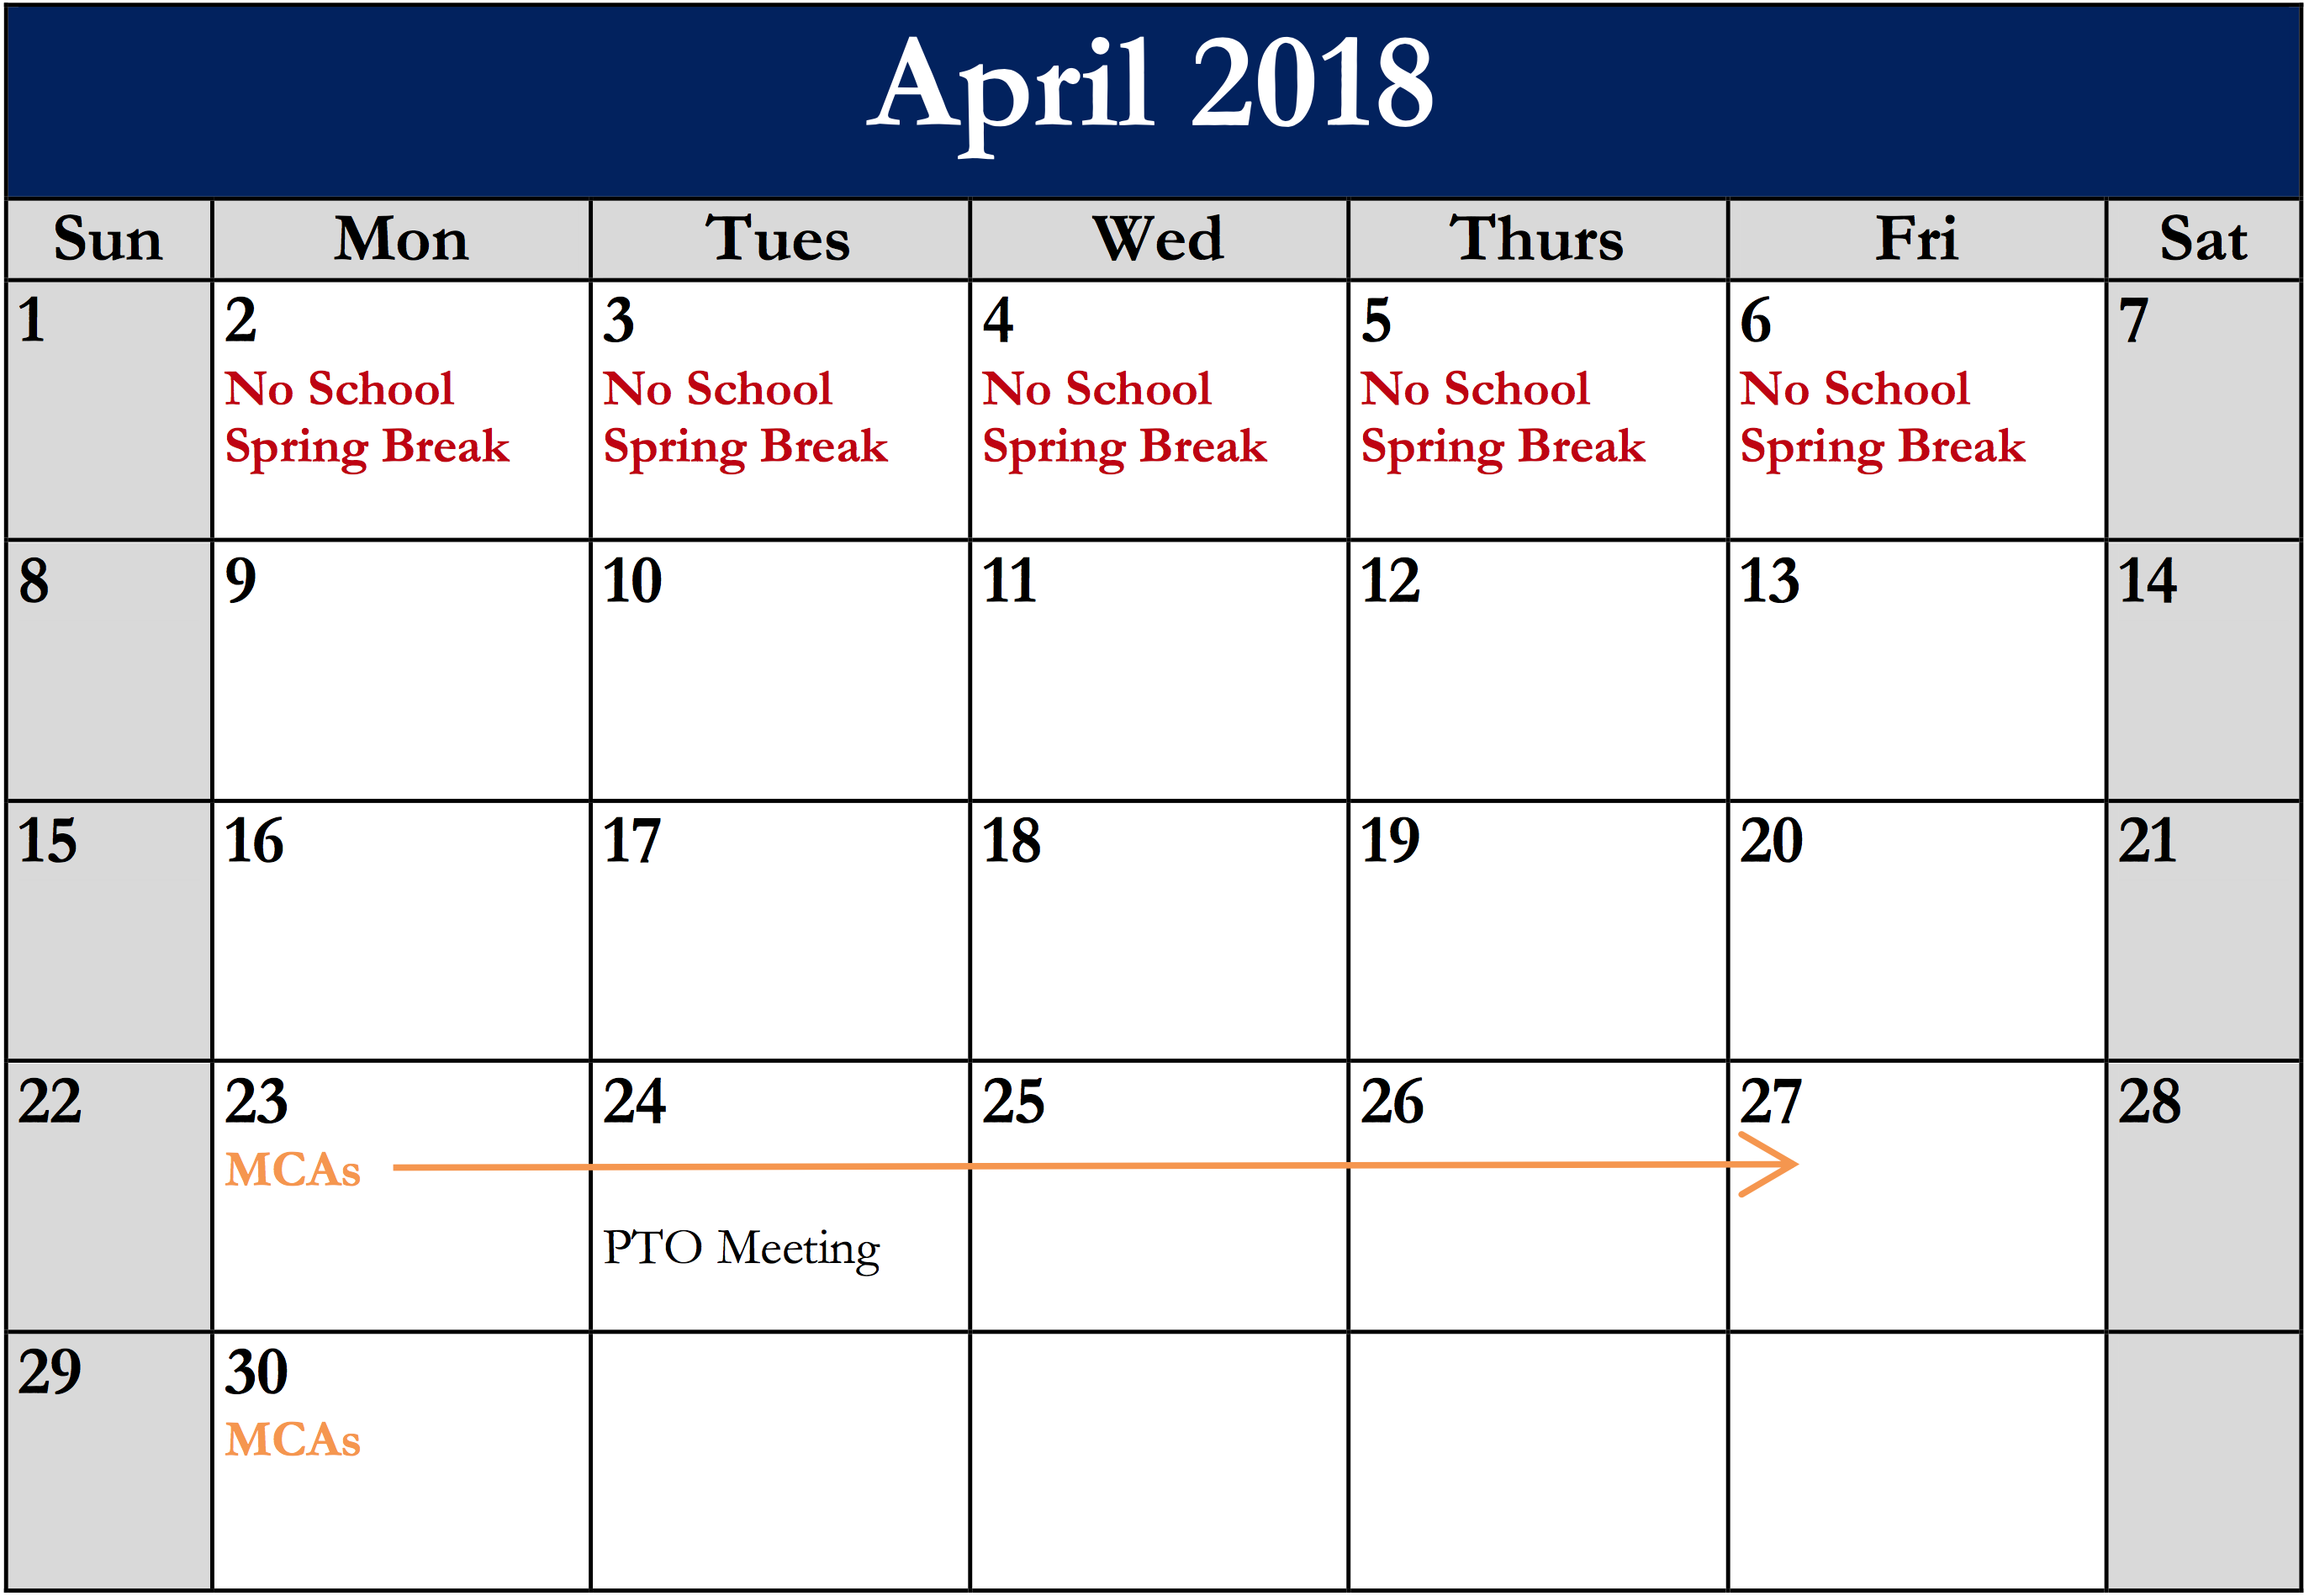 April 2018
Sun Mon Tues Wed Thurs Fri Sat
1 2 3 4 5 6 7
No School No School No School No School No School
Spring Break Spring Break Spring Break Spring Break Spring Break
8 9 10 11 12 13 14
15 16 17 18 19 20 21
22 23 24 25 26 27 28
MCAs
PTO Meeting
29 30
MCAs